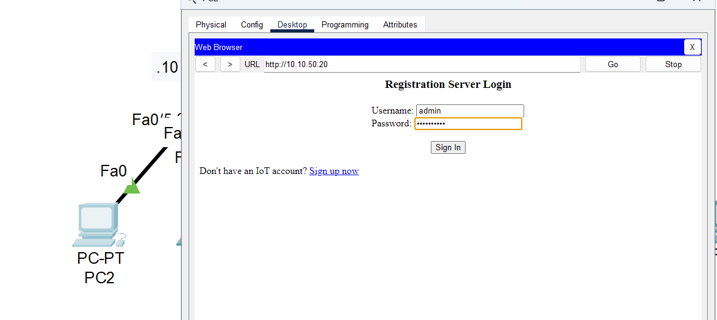 Physical Config Desktop Programming Attributes
Web Browser X
< > URL http://10.10.50.20 Go Stop
Registration Server Login
Username: admin
Password: ••••••••••
Sign In
Don't have an IoT account? Sign up now
.10
Fa0
Fa
F
Fa0
PC-PT
PC2